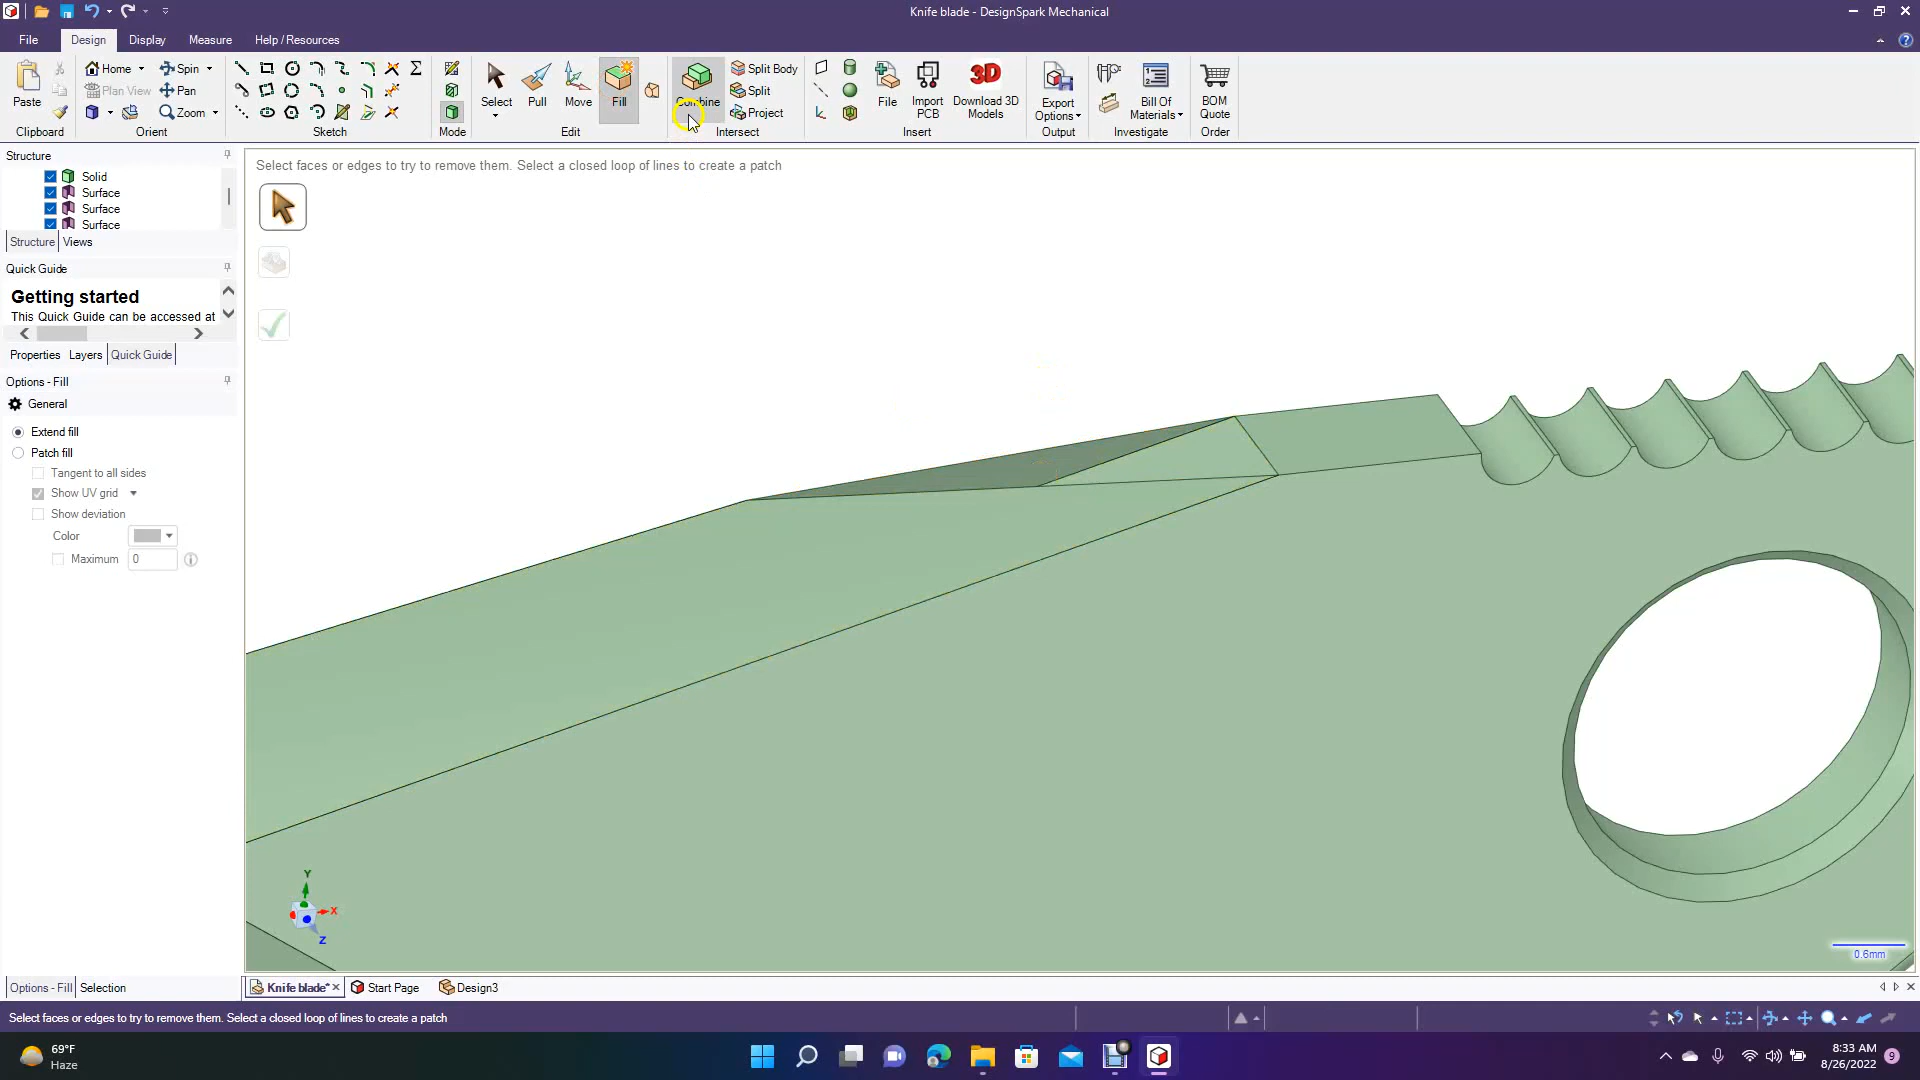 Knife blade - DesignSpark Mechanical
File Design Display Measure Help / Resources
Paste
Clipboard
Home Spin
Plan View Pan
Zoom
Orient
Sketch
Mode
Select Pull Move Fill
Edit
Combine
Split Body
Split
Project
Intersect
File
Import
PCB
Download 3D
Models
3D
Insert
Export
Options
Output
Bill Of
Materials
Investigate
BOM
Quote
Order
Structure
Solid
Surface
Surface
Surface
Structure Views
Quick Guide
Getting started
This Quick Guide can be accessed at
Properties Layers Quick Guide
Options - Fill
General
Extend fill
Patch fill
Tangent to all sides
Show UV grid
Show deviation
Color
Maximum 0
Select faces or edges to try to remove them. Select a closed loop of lines to create a patch
Y
X
Z
0.6mm
Options - Fill Selection
Knife blade* Start Page Design3
Select faces or edges to try to remove them. Select a closed loop of lines to create a patch
69°F
Haze
8:33 AM
8/26/2022
9